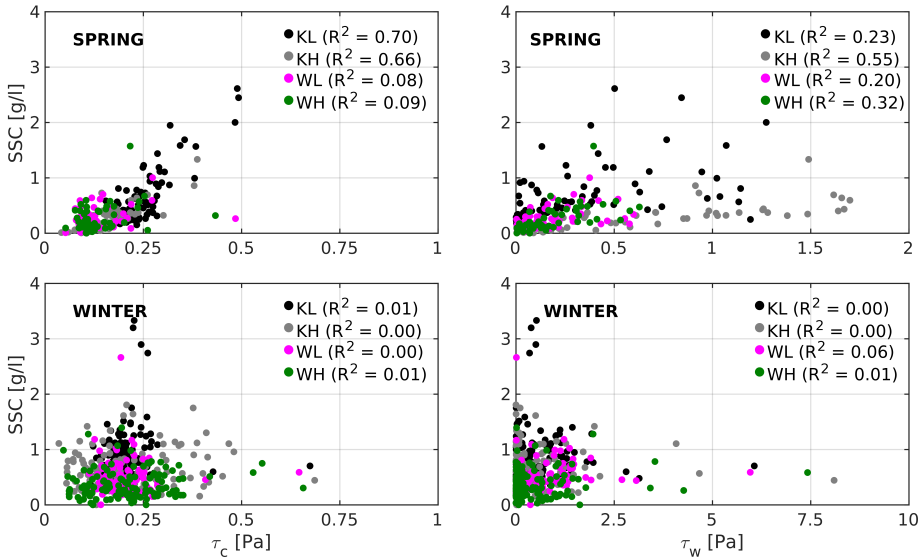 4
3
2
1
0
SSC [g/l]
SPRING
KL (R² = 0.70)
KH (R² = 0.66)
WL (R² = 0.08)
WH (R² = 0.09)
0 0.25 0.5 0.75 1
4
3
2
1
0
SPRING
KL (R² = 0.23)
KH (R² = 0.55)
WL (R² = 0.20)
WH (R² = 0.32)
0 0.5 1 1.5 2
4
3
2
1
0
SSC [g/l]
WINTER
KL (R² = 0.01)
KH (R² = 0.00)
WL (R² = 0.00)
WH (R² = 0.01)
0 0.25 0.5 0.75 1
τc [Pa]
4
3
2
1
0
WINTER
KL (R² = 0.00)
KH (R² = 0.00)
WL (R² = 0.06)
WH (R² = 0.01)
0 2.5 5 7.5 10
τw [Pa]